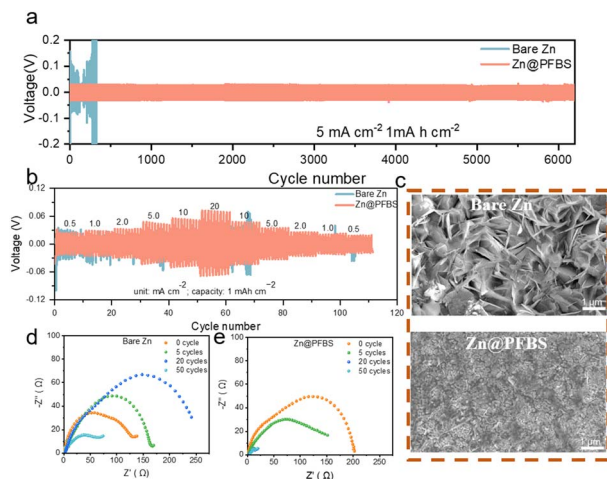 a
0.2
0.1
0.0
-0.1
-0.2
Voltage(V)
Bare Zn
Zn@PFBS
5 mA cm⁻² 1mA h cm⁻²
0 1000 2000 3000 4000 5000 6000
Cycle number
b
0.12
0.06
0.00
-0.06
-0.12
Voltage (V)
Bare Zn
Zn@PFBS
0.5 1.0 2.0 5.0 10 20 10 5.0 2.0 1.0 0.5
unit: mA cm⁻²; capacity: 1 mAh cm⁻²
0 20 40 60 80 100 120
Cycle number
c
Bare Zn
1 μm
Zn@PFBS
1 μm
d
Bare Zn
0 cycle
5 cycles
20 cycles
50 cycles
100
80
60
40
20
0
-Z'' (Ω)
0 50 100 150 200 250
Z' (Ω)
e
Zn@PFBS
0 cycle
5 cycles
20 cycles
50 cycles
100
80
60
40
20
0
-Z'' (Ω)
0 50 100 150 200 250
Z' (Ω)